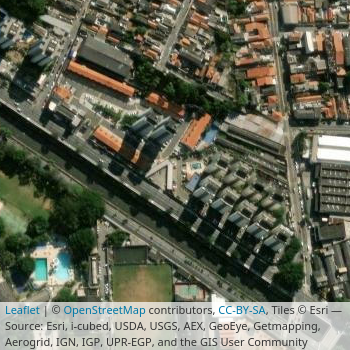 Leaflet | © OpenStreetMap contributors, CC-BY-SA, Tiles © Esri —
Source: Esri, i-cubed, USDA, USGS, AEX, GeoEye, Getmapping,
Aerogrid, IGN, IGP, UPR-EGP, and the GIS User Community